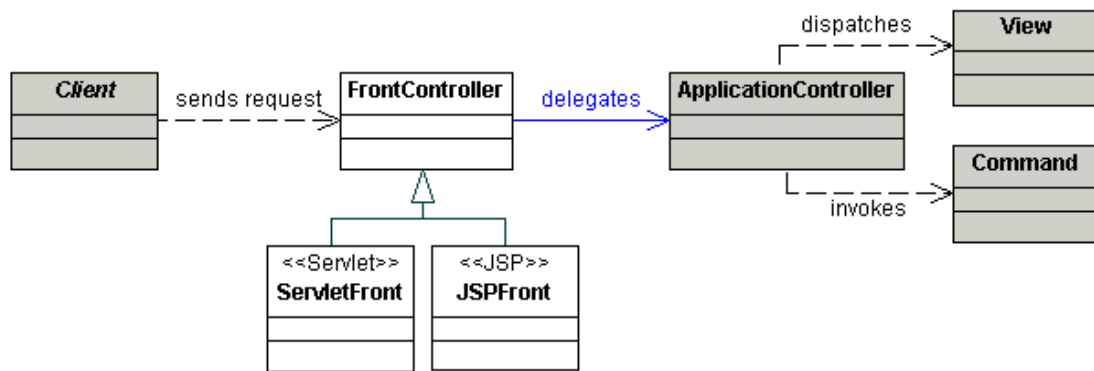 dispatches
View
Client
sends request
FrontController
delegates
ApplicationController
invokes
Command
<<Servlet>>
ServletFront
<<JSP>>
JSPFront